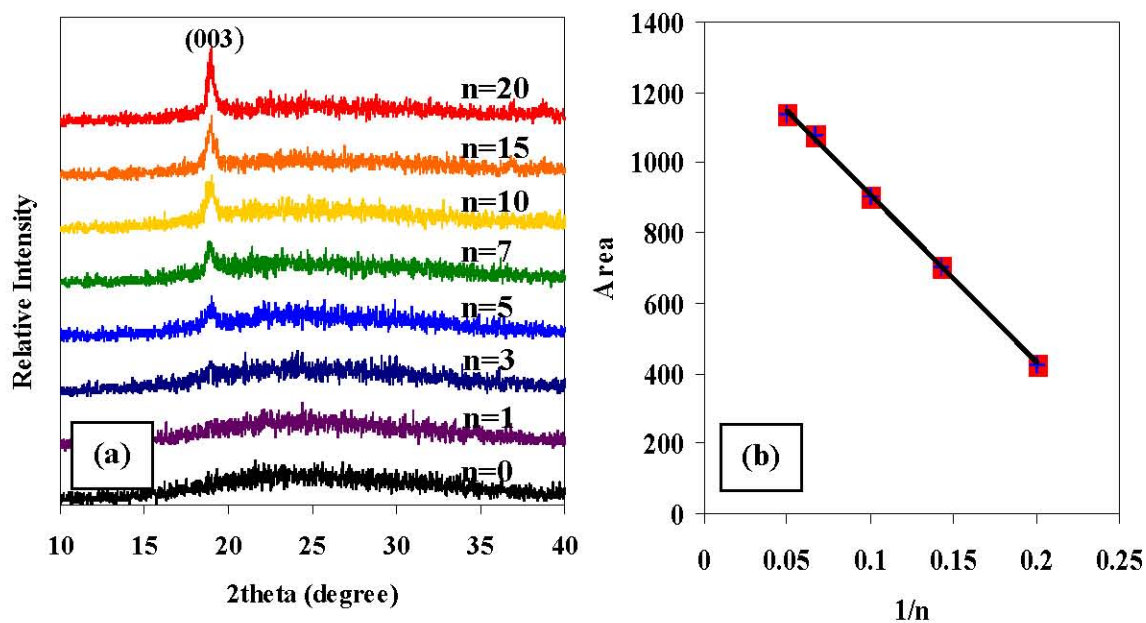 (003)
n=20
n=15
n=10
n=7
n=5
n=3
n=1
n=0
(a)
Relative Intensity
10 15 20 25 30 35 40
2theta (degree)
1400
1200
1000
800
600
400
200
0
Area
(b)
0 0.05 0.1 0.15 0.2 0.25
1/n